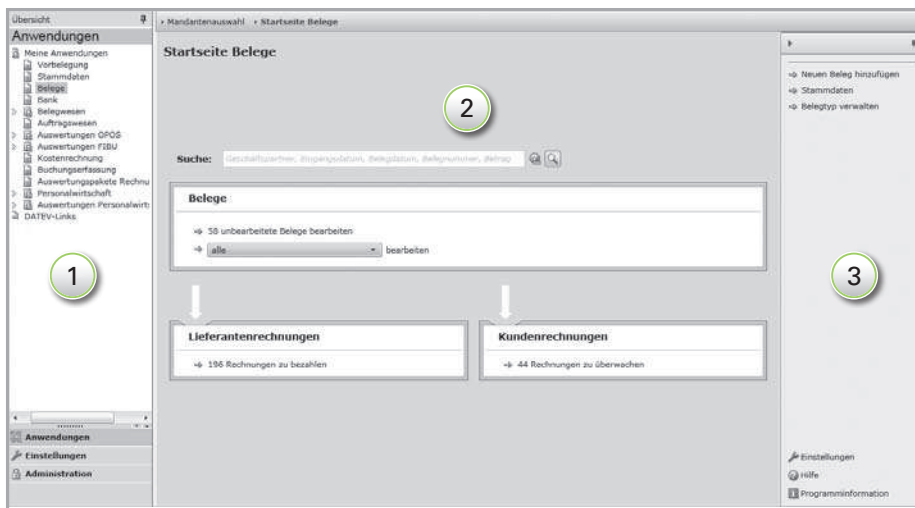 Übersicht
Anwendungen
Meine Anwendungen
Vorbelegung
Stammdaten
Belege
Bank
Belegwesen
Auftragswesen
Auswertungen OPOS
Auswertungen FIBU
Kostenrechnung
Buchungserfassung
Auswertungspakete Rechnu
Personalwirtschaft
Auswertungen Personalwirts
DATEV-Links
1
Anwendungen
Einstellungen
Administration
Mandantenauswahl Startseite Belege
Startseite Belege
2
Suche: Geschäftspartner, Eingangsdatum, Belegdatum, Belegnummer, Betrag
Belege
58 unbearbeitete Belege bearbeiten
alle bearbeiten
Lieferantenrechnungen
196 Rechnungen zu bezahlen
Kundenrechnungen
44 Rechnungen zu überwachen
Neuen Beleg hinzufügen
Stammdaten
Belegtyp verwalten
3
Einstellungen
Hilfe
Programminformation